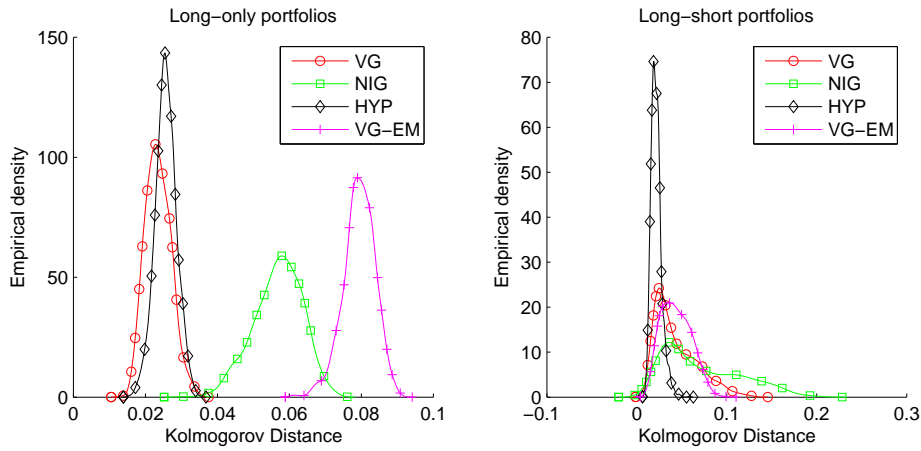 Long-only portfolios
150
100
50
0
0
0.02
0.04
0.06
0.08
0.1
Empirical density
Kolmogorov Distance
VG
NIG
HYP
VG-EM
Long-short portfolios
80
70
60
50
40
30
20
10
0
-0.1
0
0.1
0.2
0.3
Empirical density
Kolmogorov Distance
VG
NIG
HYP
VG-EM